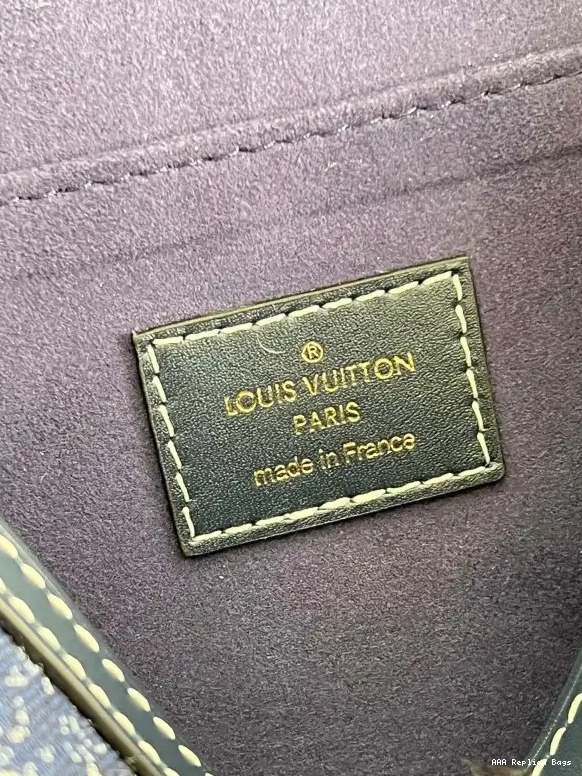 ®
LOUIS VUITTON
PARIS
made in France
AAA Replica Bags